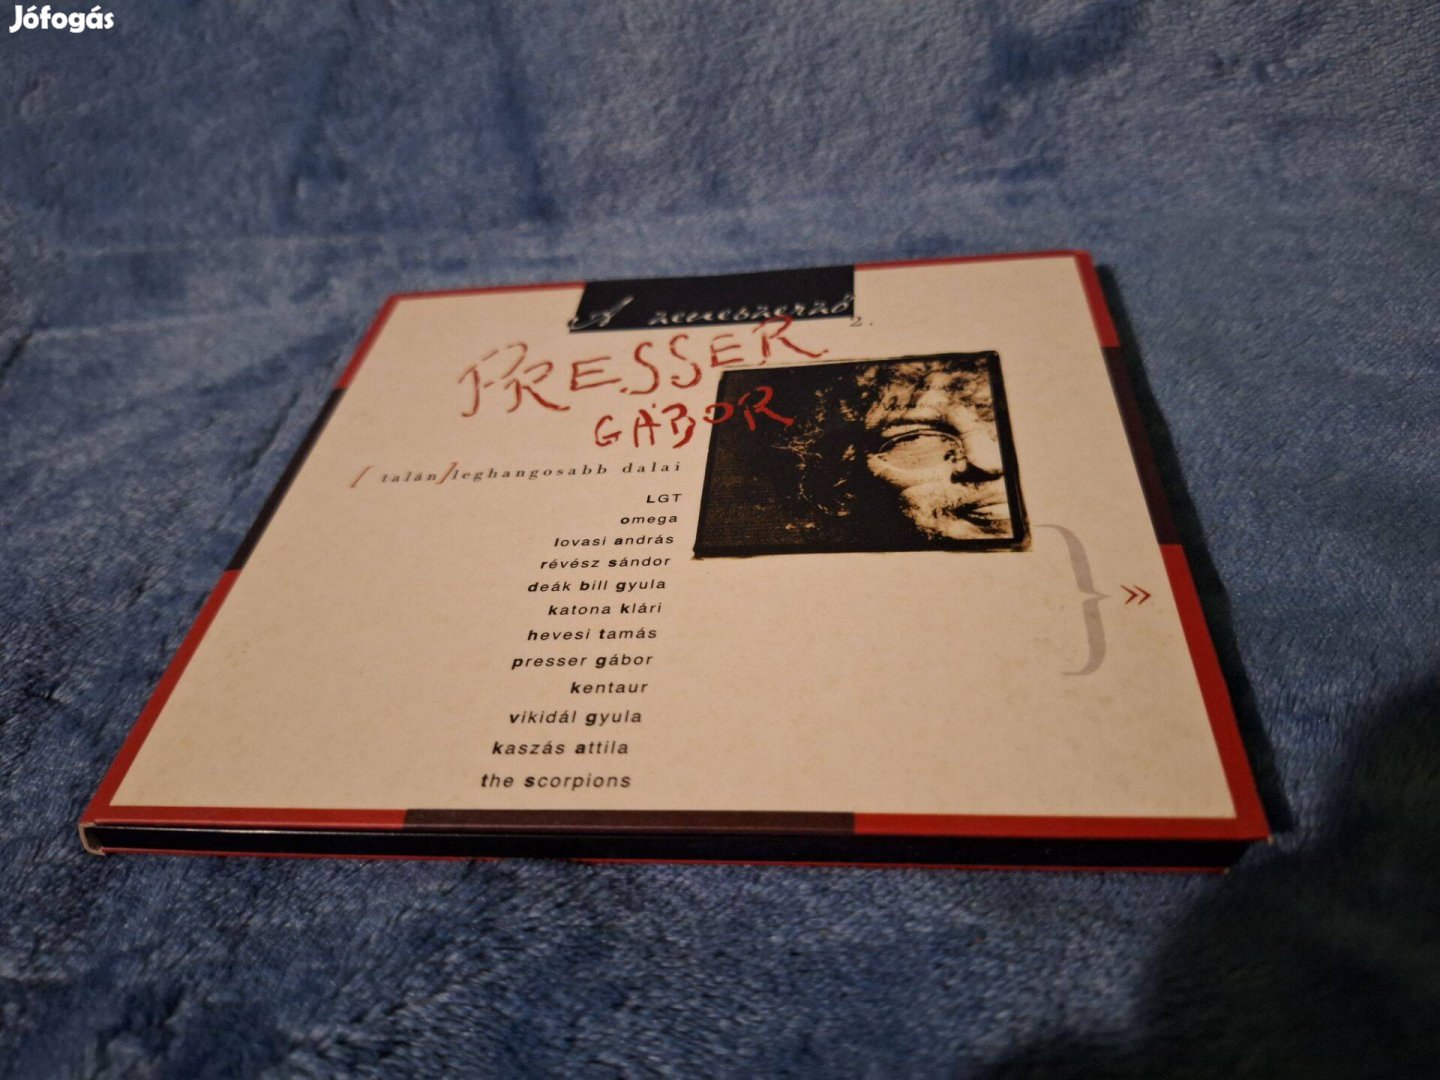 Jófogás
A zeneszerző
2.
PRESSER
GÁBOR
[talán]leghangosabb dalai
LGT
omega
lovasi andrás
révész sándor
deák bill gyula
katona klári
hevesi tamás
presser gábor
kentaur
vikidál gyula
kaszás attila
the scorpions